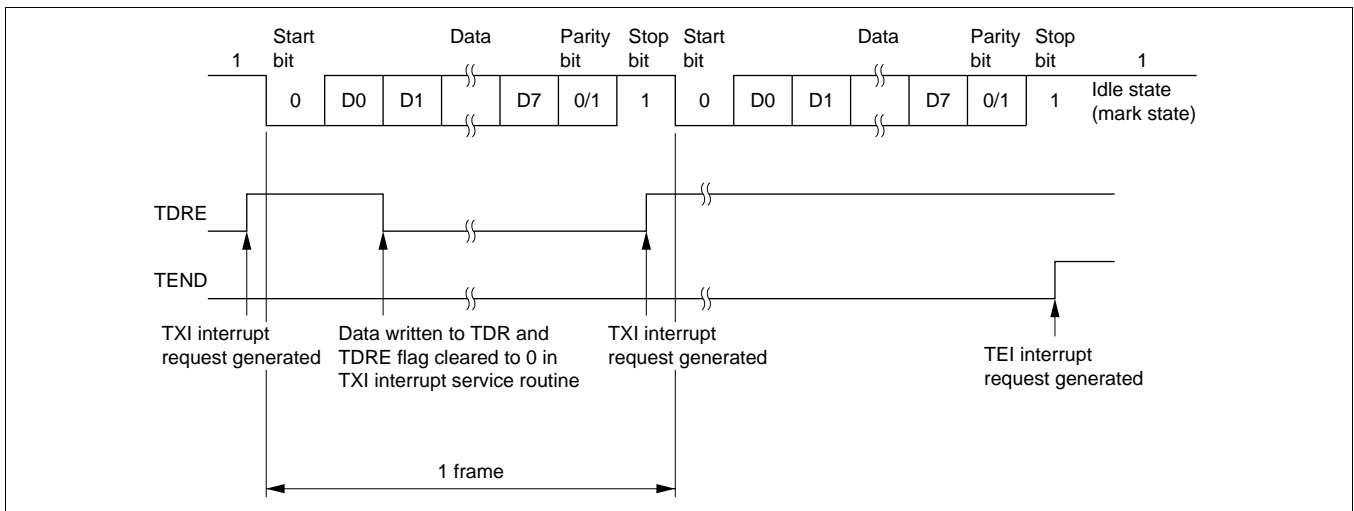 Start Data Parity Stop Start Data Parity Stop
1 bit bit bit bit bit bit 1
0 D0 D1 D7 0/1 1 0 D0 D1 D7 0/1 1 Idle state
(mark state)
TDRE
TEND
TXI interrupt
request generated
Data written to TDR and
TDRE flag cleared to 0 in
TXI interrupt service routine
TXI interrupt
request generated
TEI interrupt
request generated
1 frame